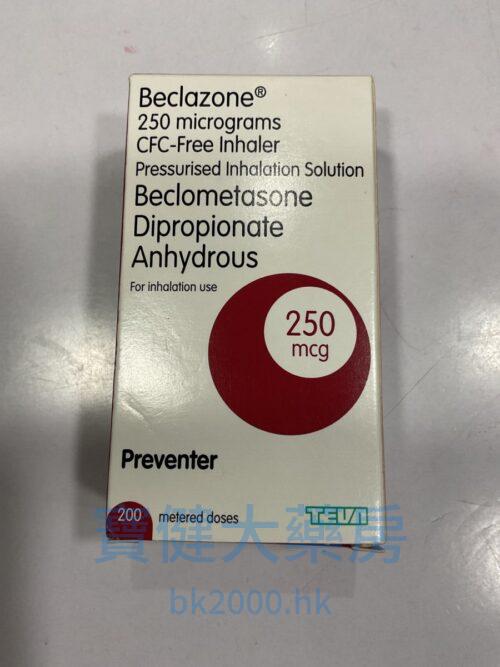 Beclazone®
250 micrograms
CFC-Free Inhaler
Pressurised Inhalation Solution
Beclometasone
Dipropionate
Anhydrous
For inhalation use
250
mcg
Preventer
200 metered doses
TEVA
寶健大藥房
bk2000.hk